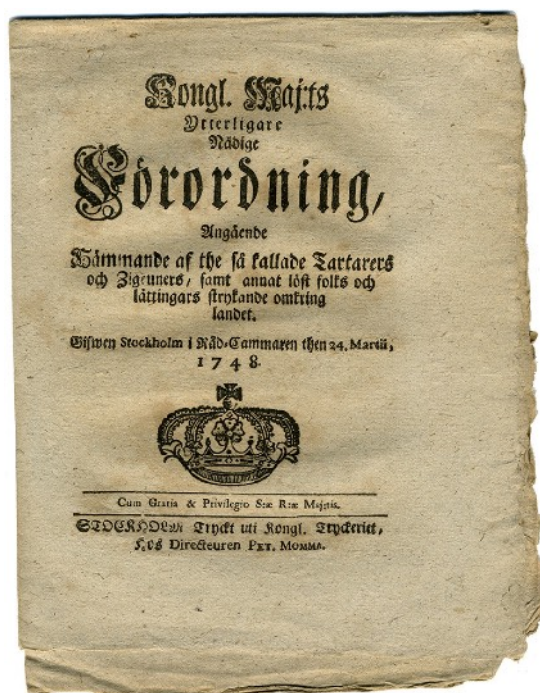 Kongl. Maj:ts
Ytterligare
Nådige
Förordning,
Angående
Hämmande af the så kallade Tartarers
och Zigeuners, samt annat löst folks och
lättingars strykande omkring
landet.
Gifwen Stockholm i Råd-Cammaren then 24. Martii,
1748.
Cum Gratia & Privilegio S:æ R:æ Maj:tis.
STOCKHOLM Tryckt uti Kongl. Tryckeriet,
hos Directeuren PET. MOMMA.